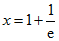 x = 1 + 1/e